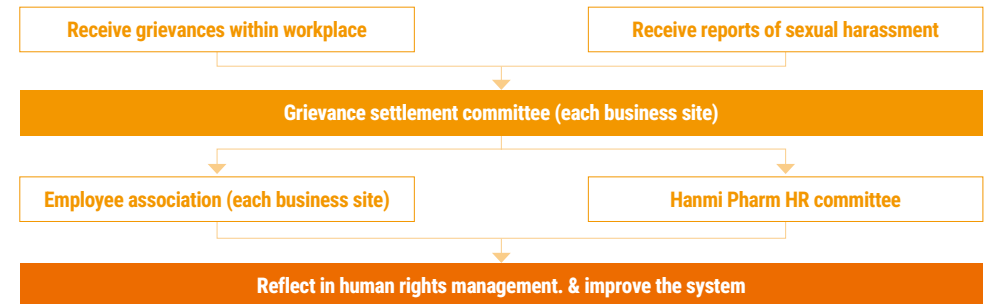 Receive grievances within workplace
Receive reports of sexual harassment
Grievance settlement committee (each business site)
Employee association (each business site)
Hanmi Pharm HR committee
Reflect in human rights management. & improve the system